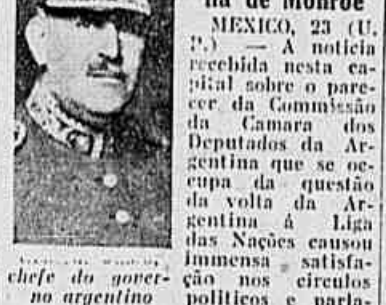 na de Monroe
MEXICO, 23 (U.
P.) — A noticia
recebida nesta ca-
pital sobre o pare-
cer da Commissão
da Camara dos
Deputados da Ar-
gentina que se oc-
cupa da questão
da volta da Ar-
gentina á Liga
das Nações causou
immensa satisfa-
ção nos circulos
politicos e parla-
chefe do gover-
no argentino